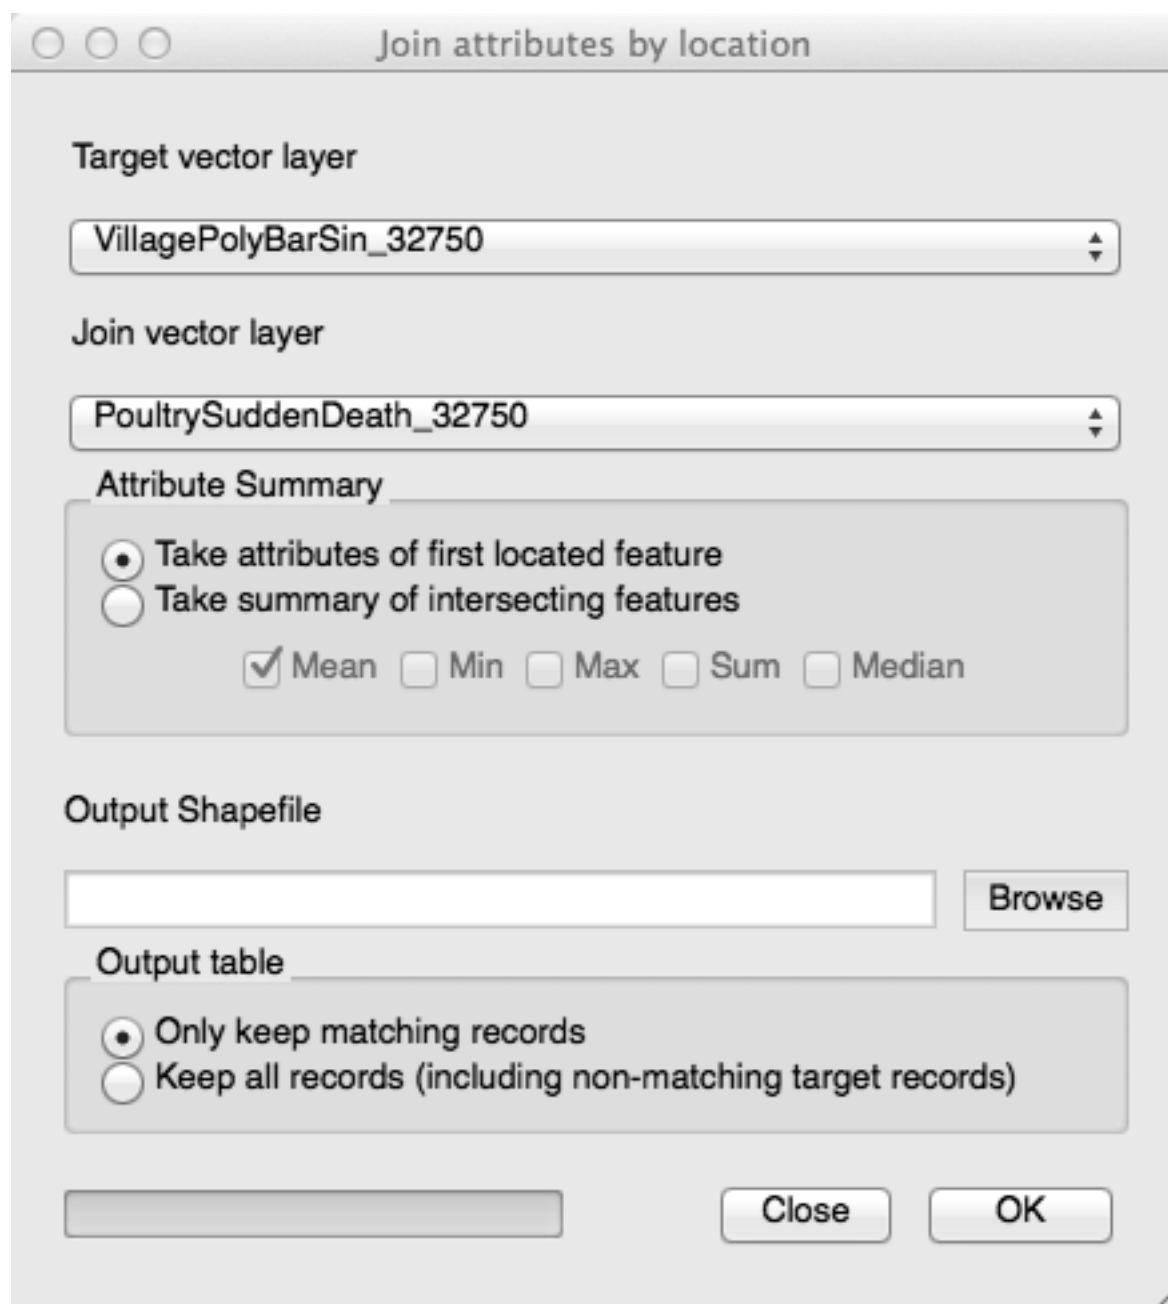 Join attributes by location
Target vector layer
VillagePolyBarSin_32750
Join vector layer
PoultrySuddenDeath_32750
Attribute Summary
Take attributes of first located feature
Take summary of intersecting features
Mean Min Max Sum Median
Output Shapefile
Browse
Output table
Only keep matching records
Keep all records (including non-matching target records)
Close OK